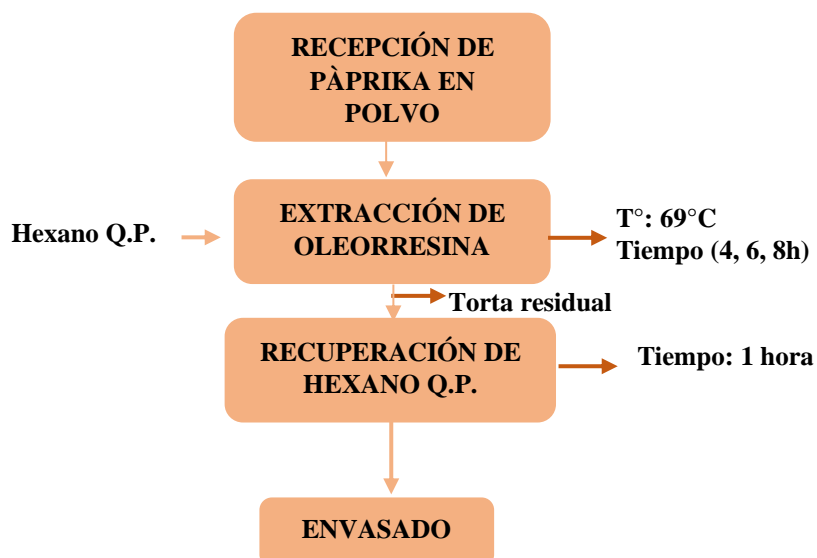 RECEPCIÓN DE
PÀPRIKA EN
POLVO
Hexano Q.P.
EXTRACCIÓN DE
OLEORRESINA
T°: 69°C
Tiempo (4, 6, 8h)
Torta residual
RECUPERACIÓN DE
HEXANO Q.P.
Tiempo: 1 hora
ENVASADO